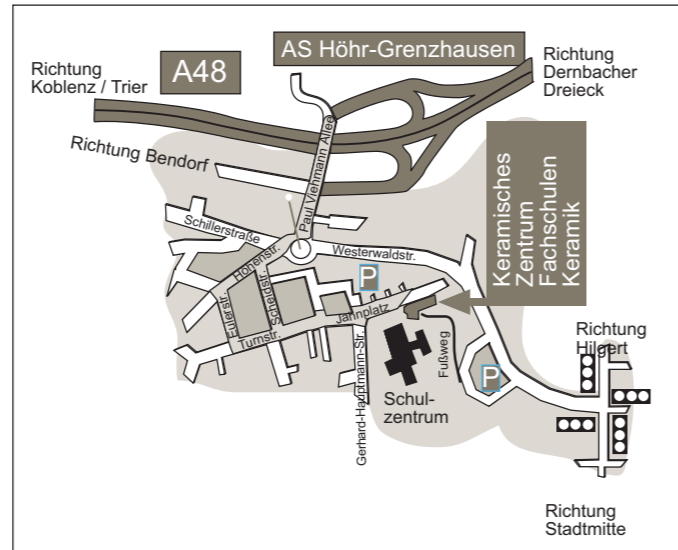 AS Höhr-Grenzhausen
A48
Richtung
Koblenz / Trier
Richtung
Dernbacher
Dreieck
Richtung Bendorf
Paul Viehmann Allee
Keramisches
Zentrum
Fachschulen
Keramik
Schillerstraße
Westerwaldstr.
Höhenstr.
P
Eulerstr.
Scheidstr.
Jahnplatz
Turnstr.
Gerhard-Hauptmann-Str.
Fußweg
P
Schul-
zentrum
Richtung
Hilgert
Richtung
Stadtmitte